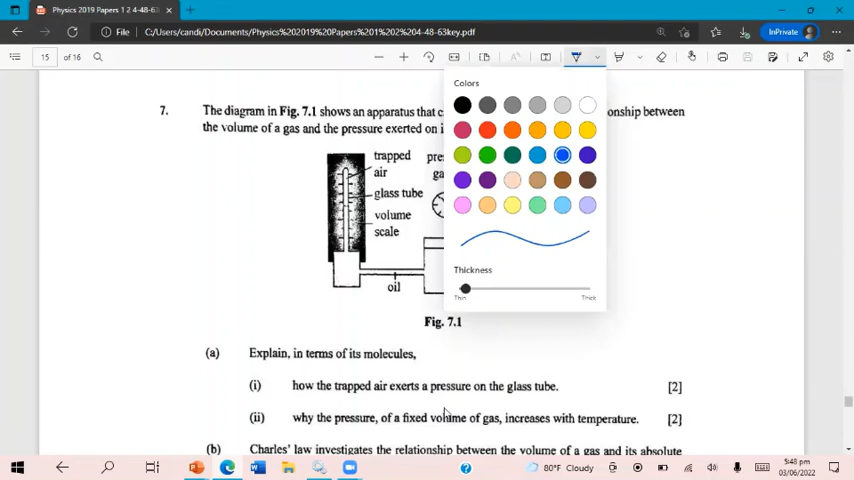 Physics 2019 Papers 1 2 4-48-63
File
C:/Users/candi/Documents/Physics%202019%20Papers%201%202%204-48-63key.pdf
InPrivate
15 of 16
Colors
7. The diagram in Fig. 7.1 shows an apparatus that
onship between
the volume of a gas and the pressure exerted on i
trapped
air
glass tube
volume
scale
pre
ga
oil
Thickness
Thin
Thick
Fig. 7.1
(a) Explain, in terms of its molecules,
(i) how the trapped air exerts a pressure on the glass tube. [2]
(ii) why the pressure, of a fixed volume of gas, increases with temperature. [2]
(b) Charles' law investigates the relationship between the volume of a gas and its absolute
80°F Cloudy
5:48 pm
03/06/2022